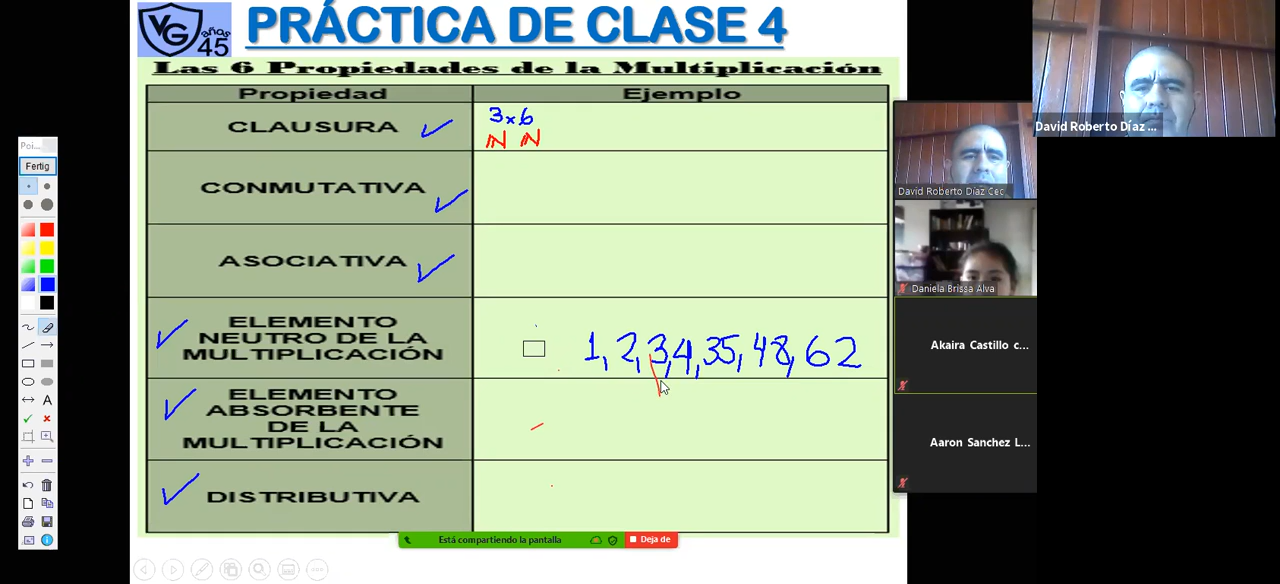 VG
años
45
PRÁCTICA DE CLASE 4
Las 6 Propiedades de la Multiplicación
Propiedad
Ejemplo
CLAUSURA
3x6
N N
CONMUTATIVA
ASOCIATIVA
ELEMENTO
NEUTRO DE LA
MULTIPLICACIÓN
1, 2, 3, 4, 35, 48, 62
ELEMENTO
ABSORBENTE
DE LA
MULTIPLICACIÓN
DISTRIBUTIVA
Poi...
Fertig
A
Está compartiendo la pantalla
Deja de
David Roberto Díaz ...
David Roberto Díaz Cec
Daniela Brissa Alva
Akaira Castillo c...
Aaron Sanchez L...